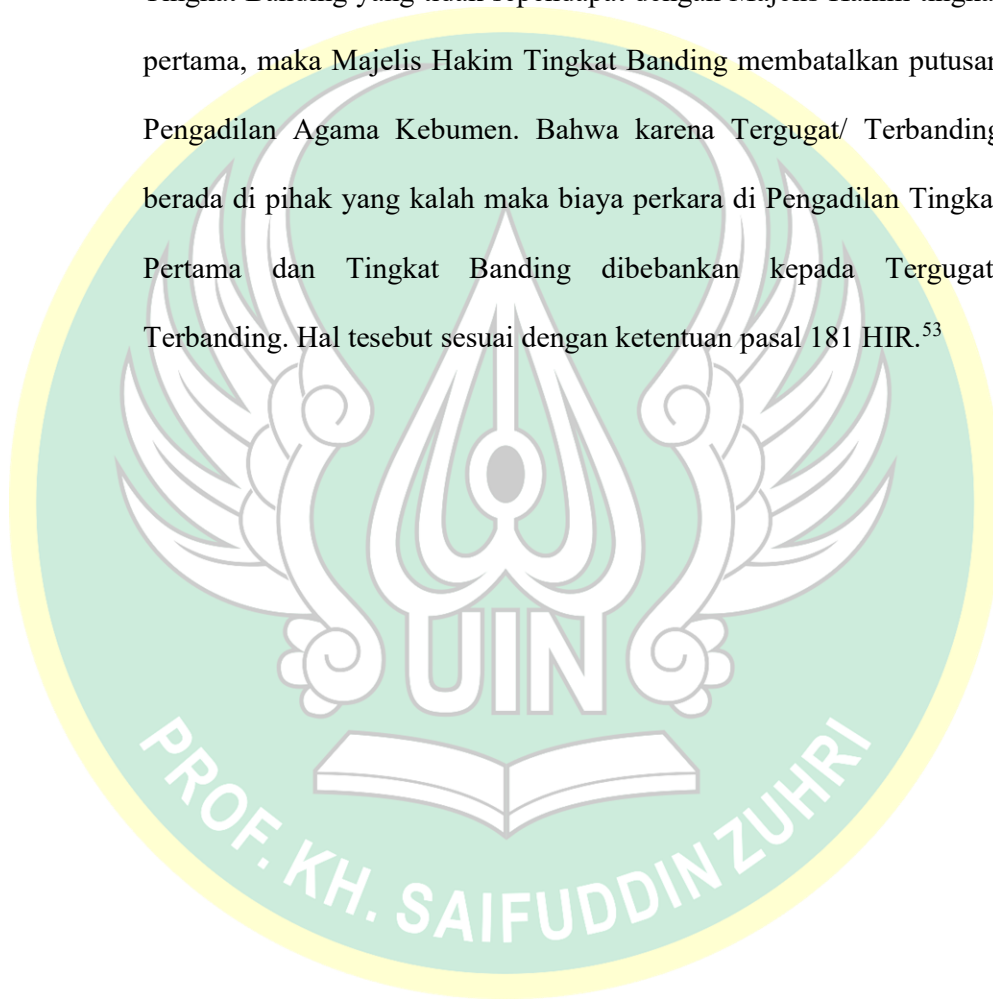 pertama, maka Majelis Hakim Tingkat Banding membatalkan putusan
Pengadilan Agama Kebumen. Bahwa karena Tergugat/ Terbanding
berada di pihak yang kalah maka biaya perkara di Pengadilan Tingka
Pertama dan Tingkat Banding dibebankan kepada Tergugat
Terbanding. Hal tesebut sesuai dengan ketentuan pasal 181 HIR.53
UIN
PROF. KH. SAIFUDDIN ZUHRI